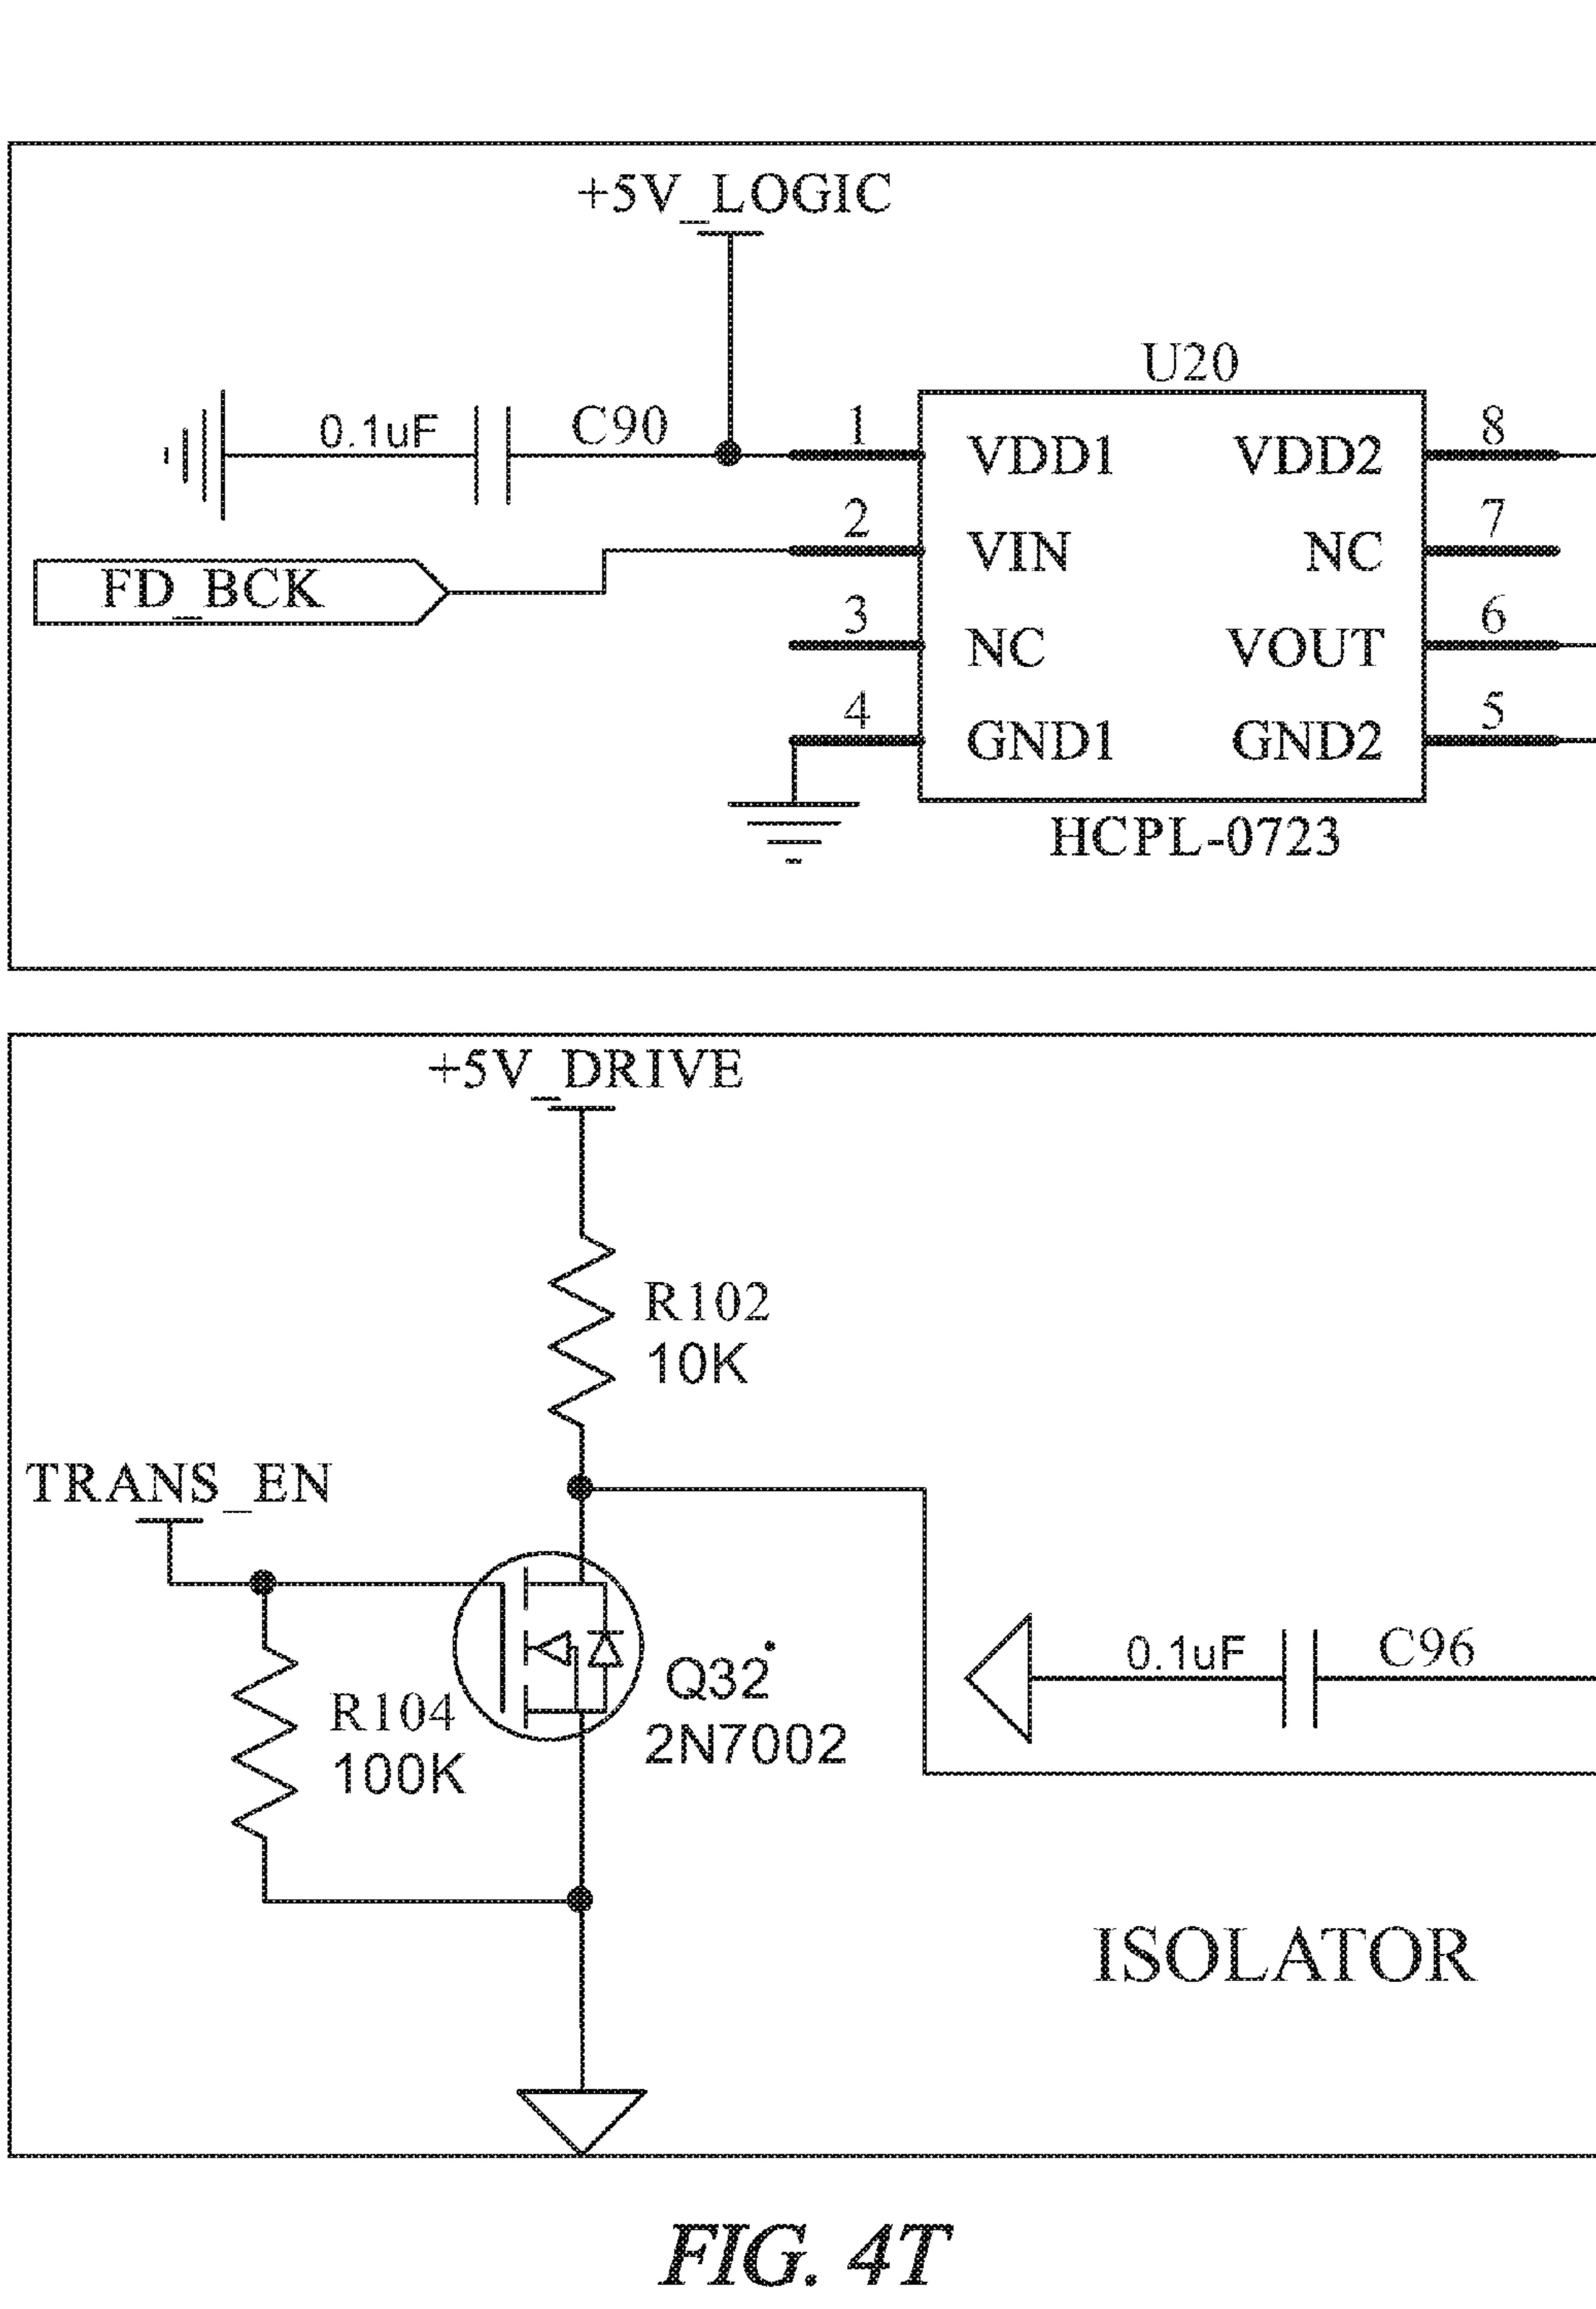 +5V_LOGIC
U20
0.1uF C90 1 VDD1 VDD2 8
FD_BCK 2 VIN NC 7
3 NC VOUT 6
4 GND1 GND2 5
HCPL-0723
+5V_DRIVE
R102
10K
TRANS_EN
0.1uF C96
Q32
2N7002
R104
100K
ISOLATOR
FIG. 4T